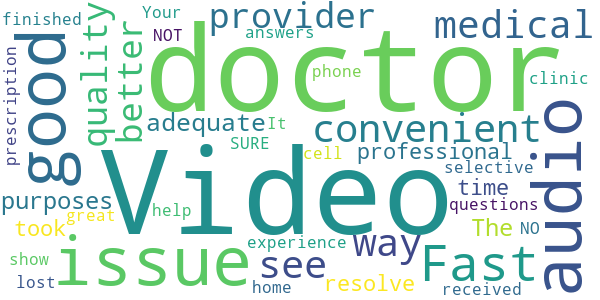 finished
Your
provider
medical
NOT
answers
good
quality
better
doctor
phone
clinic
prescription
adequate
It
convenient
audio
SURE
cell
professional
selective
Video
purposes
time
questions
help
great
took
The
NO
way
issue
experience
see
Fast
show
lost
home
resolve
received